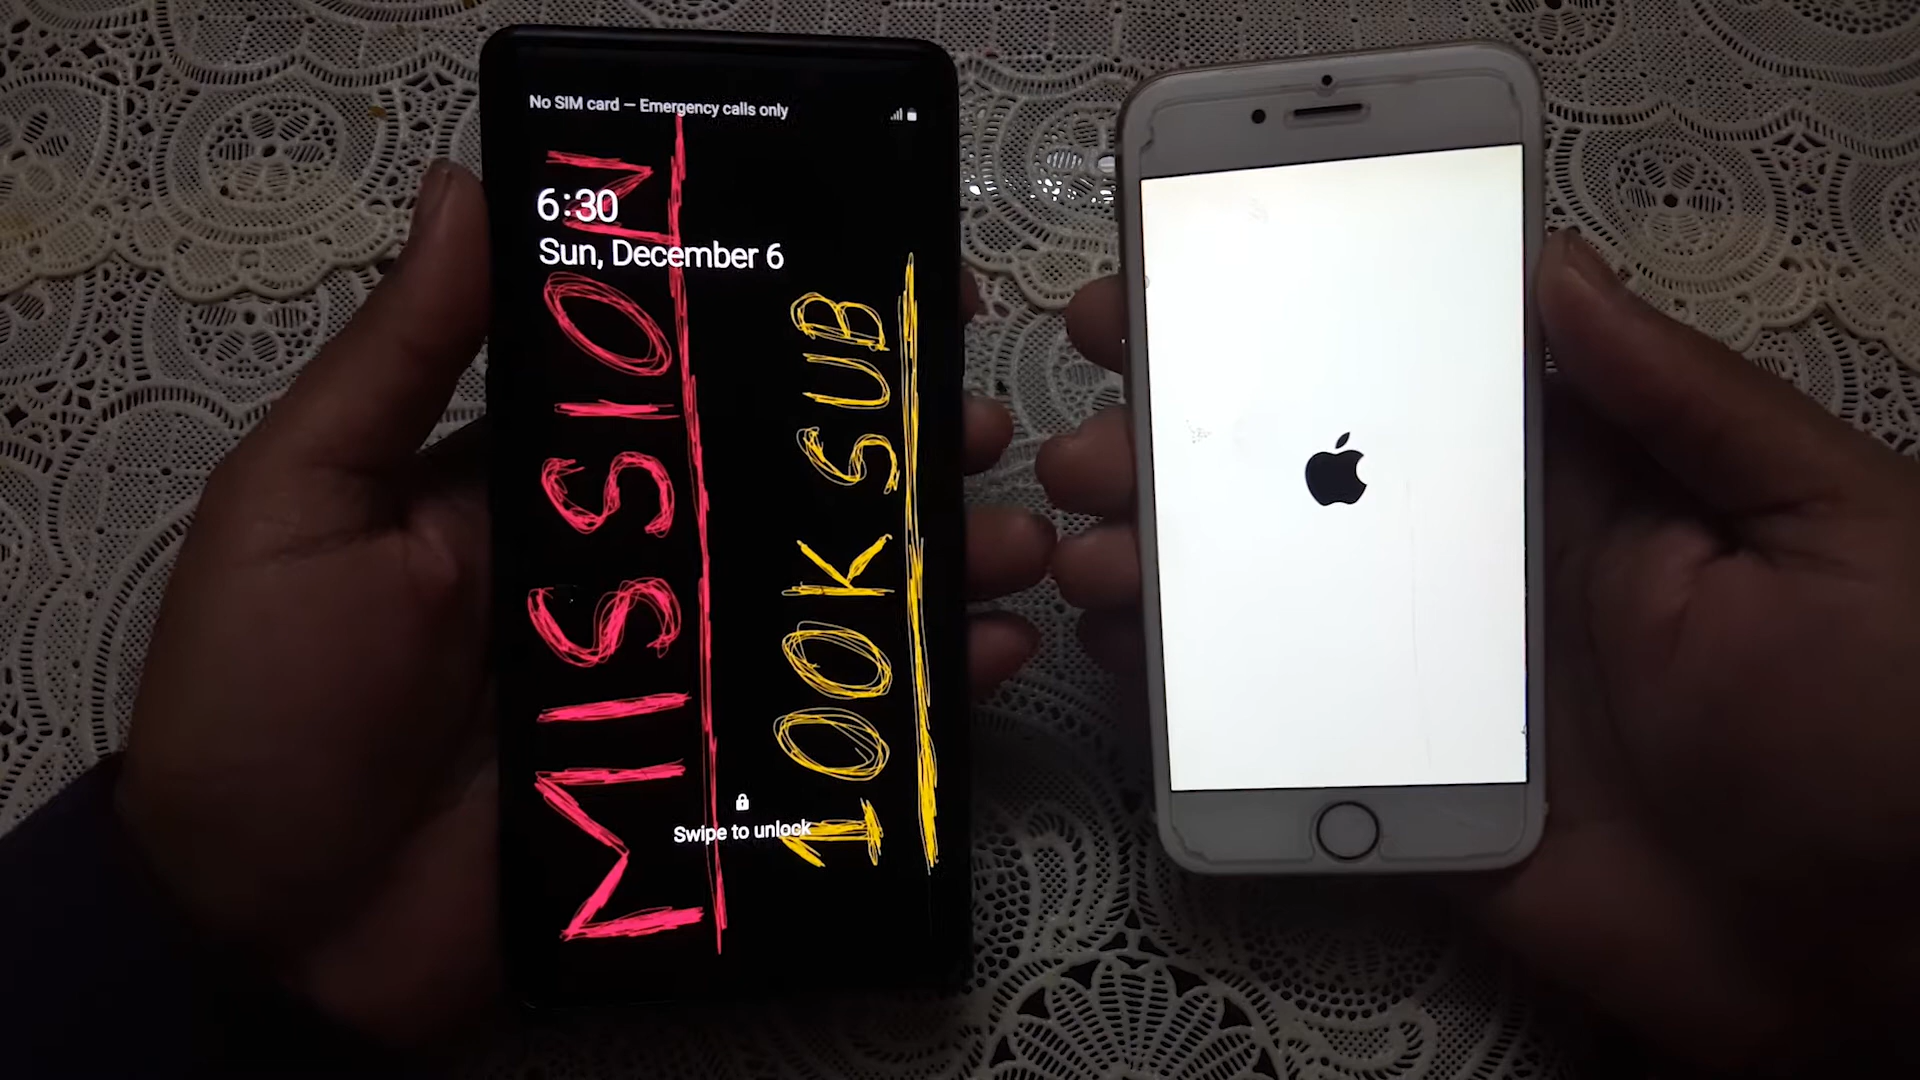 No SIM card — Emergency calls only
6:30
Sun, December 6
MISSION
100K SUB
Swipe to unlock